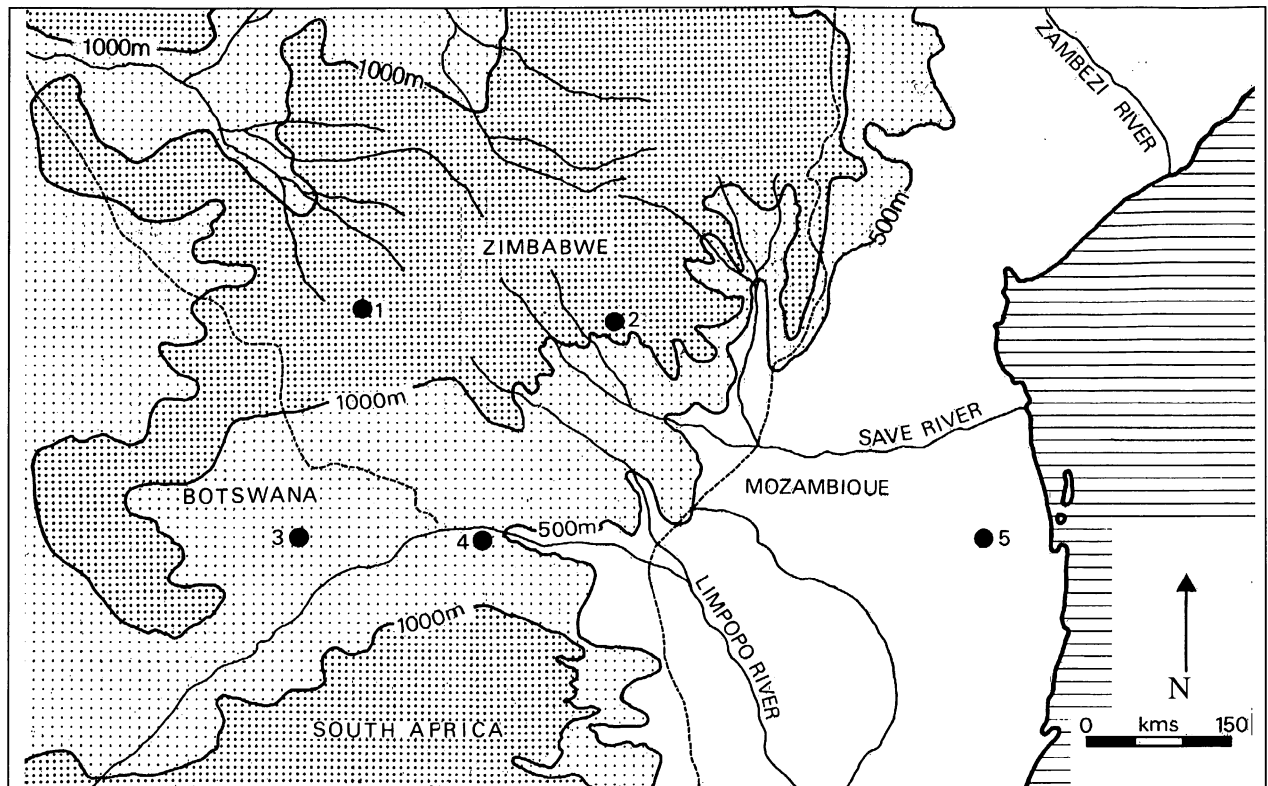 1000m
1000m
ZAMBEZI RIVER
500m
ZIMBABWE
1
2
1000m
SAVE RIVER
BOTSWANA
MOZAMBIQUE
3
4
500m
5
LIMPOPO RIVER
1000m
N
SOUTH AFRICA
0 kms 150